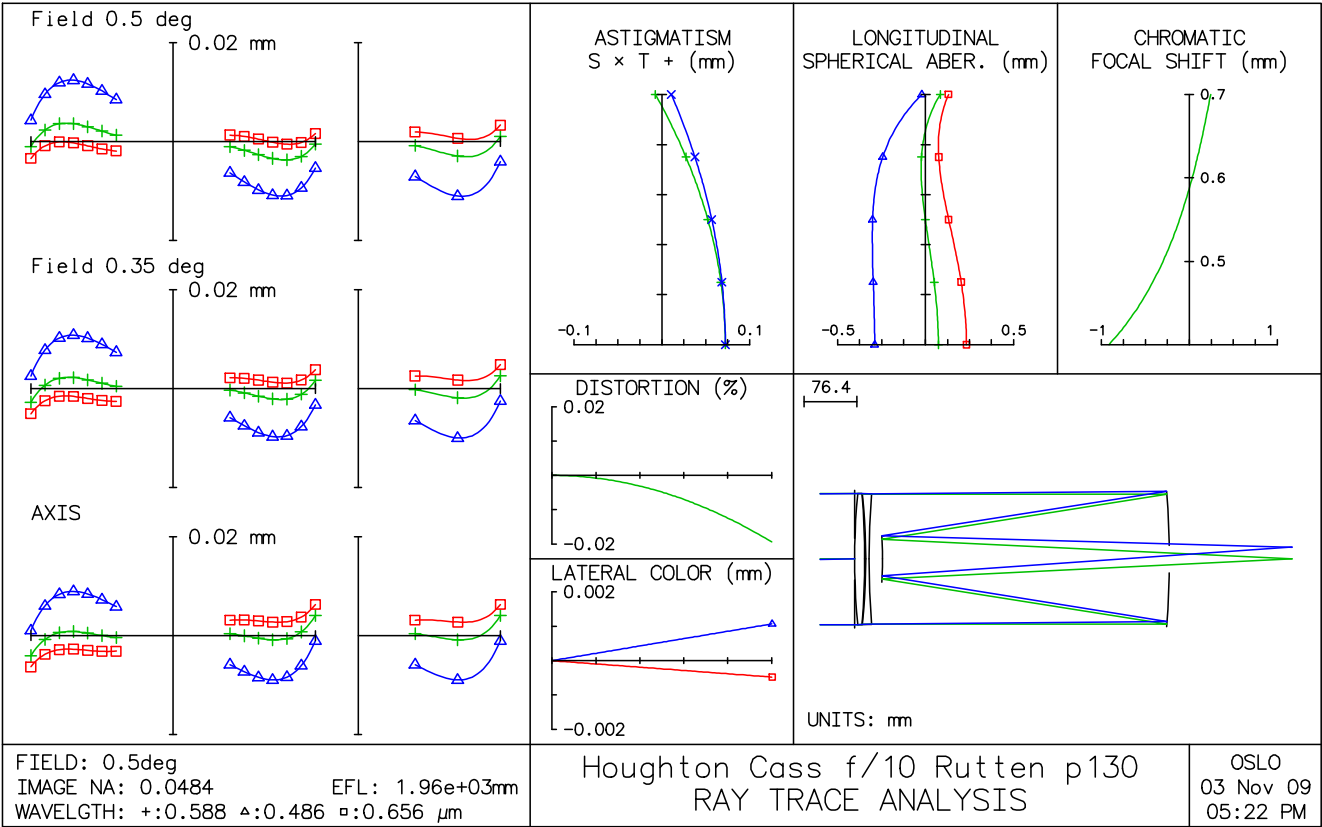 Field 0.5 deg
0.02 mm
Field 0.35 deg
0.02 mm
AXIS
0.02 mm
ASTIGMATISM
S × T + (mm)
-0.1
0.1
LONGITUDINAL
SPHERICAL ABER. (mm)
-0.5
0.5
CHROMATIC
FOCAL SHIFT (mm)
0.7
0.6
0.5
-1
1
DISTORTION (%)
0.02
-0.02
LATERAL COLOR (mm)
0.002
-0.002
76.4
UNITS: mm
FIELD: 0.5deg
IMAGE NA: 0.0484 EFL: 1.96e+03mm
WAVELGTH: +:0.588 △:0.486 □:0.656 µm
Houghton Cass f/10 Rutten p130
RAY TRACE ANALYSIS
OSLO
03 Nov 09
05:22 PM